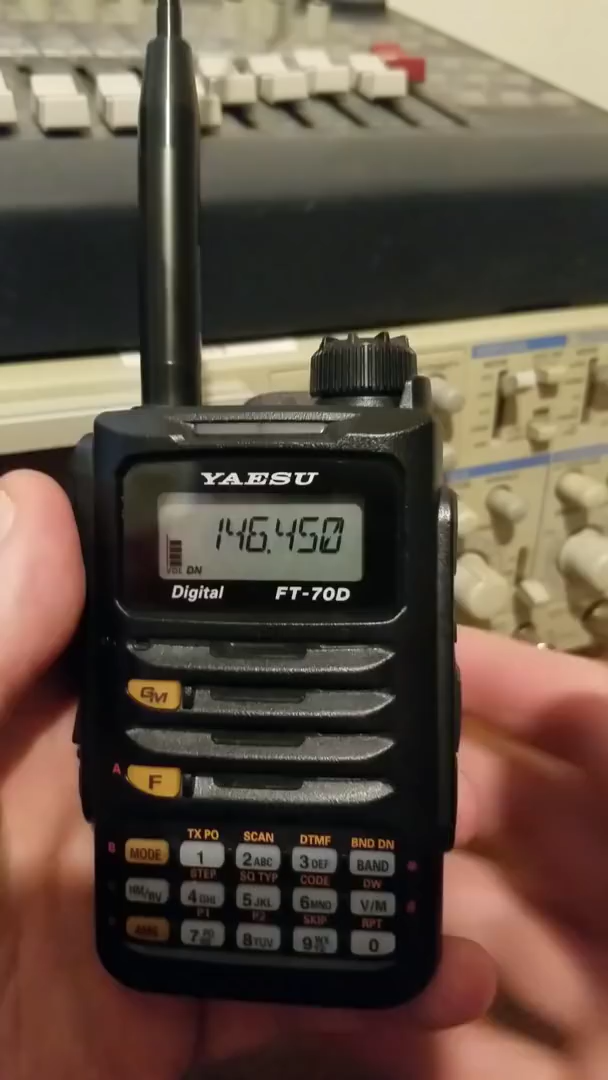 YAESU
146.450
VOL DN
Digital FT-70D
GM
A F
TX PO SCAN DTMF BND DN
B MODE 1 2ABC 3DEF BAND
STEP SQ TYP CODE DW
HM/RV 4GHI 5JKL 6MNO V/M
P1 P2 SKIP RPT
AMS 7 8TUV 9WX 0